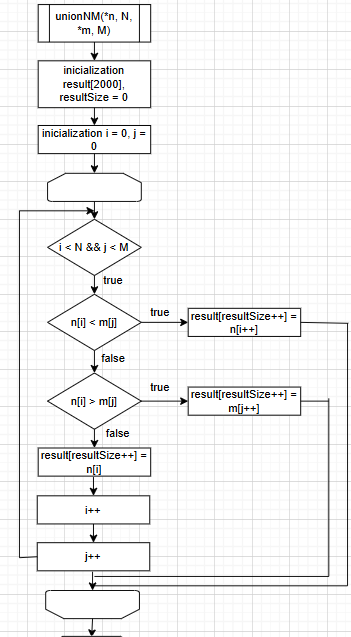 unionNM(*n, N,
*m, M)
inicialization
result[2000],
resultSize = 0
inicialization i = 0, j =
0
i < N && j < M
true
n[i] < m[j]
true
result[resultSize++] =
n[i++]
false
n[i] > m[j]
true
result[resultSize++] =
m[j++]
false
result[resultSize++] =
n[i]
i++
j++